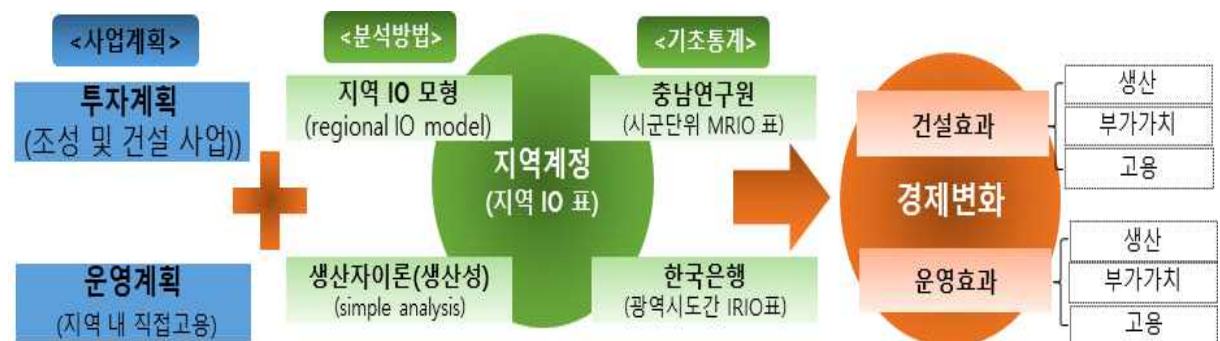 <사업계획>
투자계획
(조성 및 건설 사업))
운영계획
(지역 내 직접고용)
<분석방법>
지역 IO 모형
(regional IO model)
생산자이론(생산성)
(simple analysis)
지역계정
(지역 IO 표)
<기초통계>
충남연구원
(시군단위 MRIO 표)
한국은행
(광역시도간 IRIO표)
경제변화
건설효과
생산
부가가치
고용
운영효과
생산
부가가치
고용